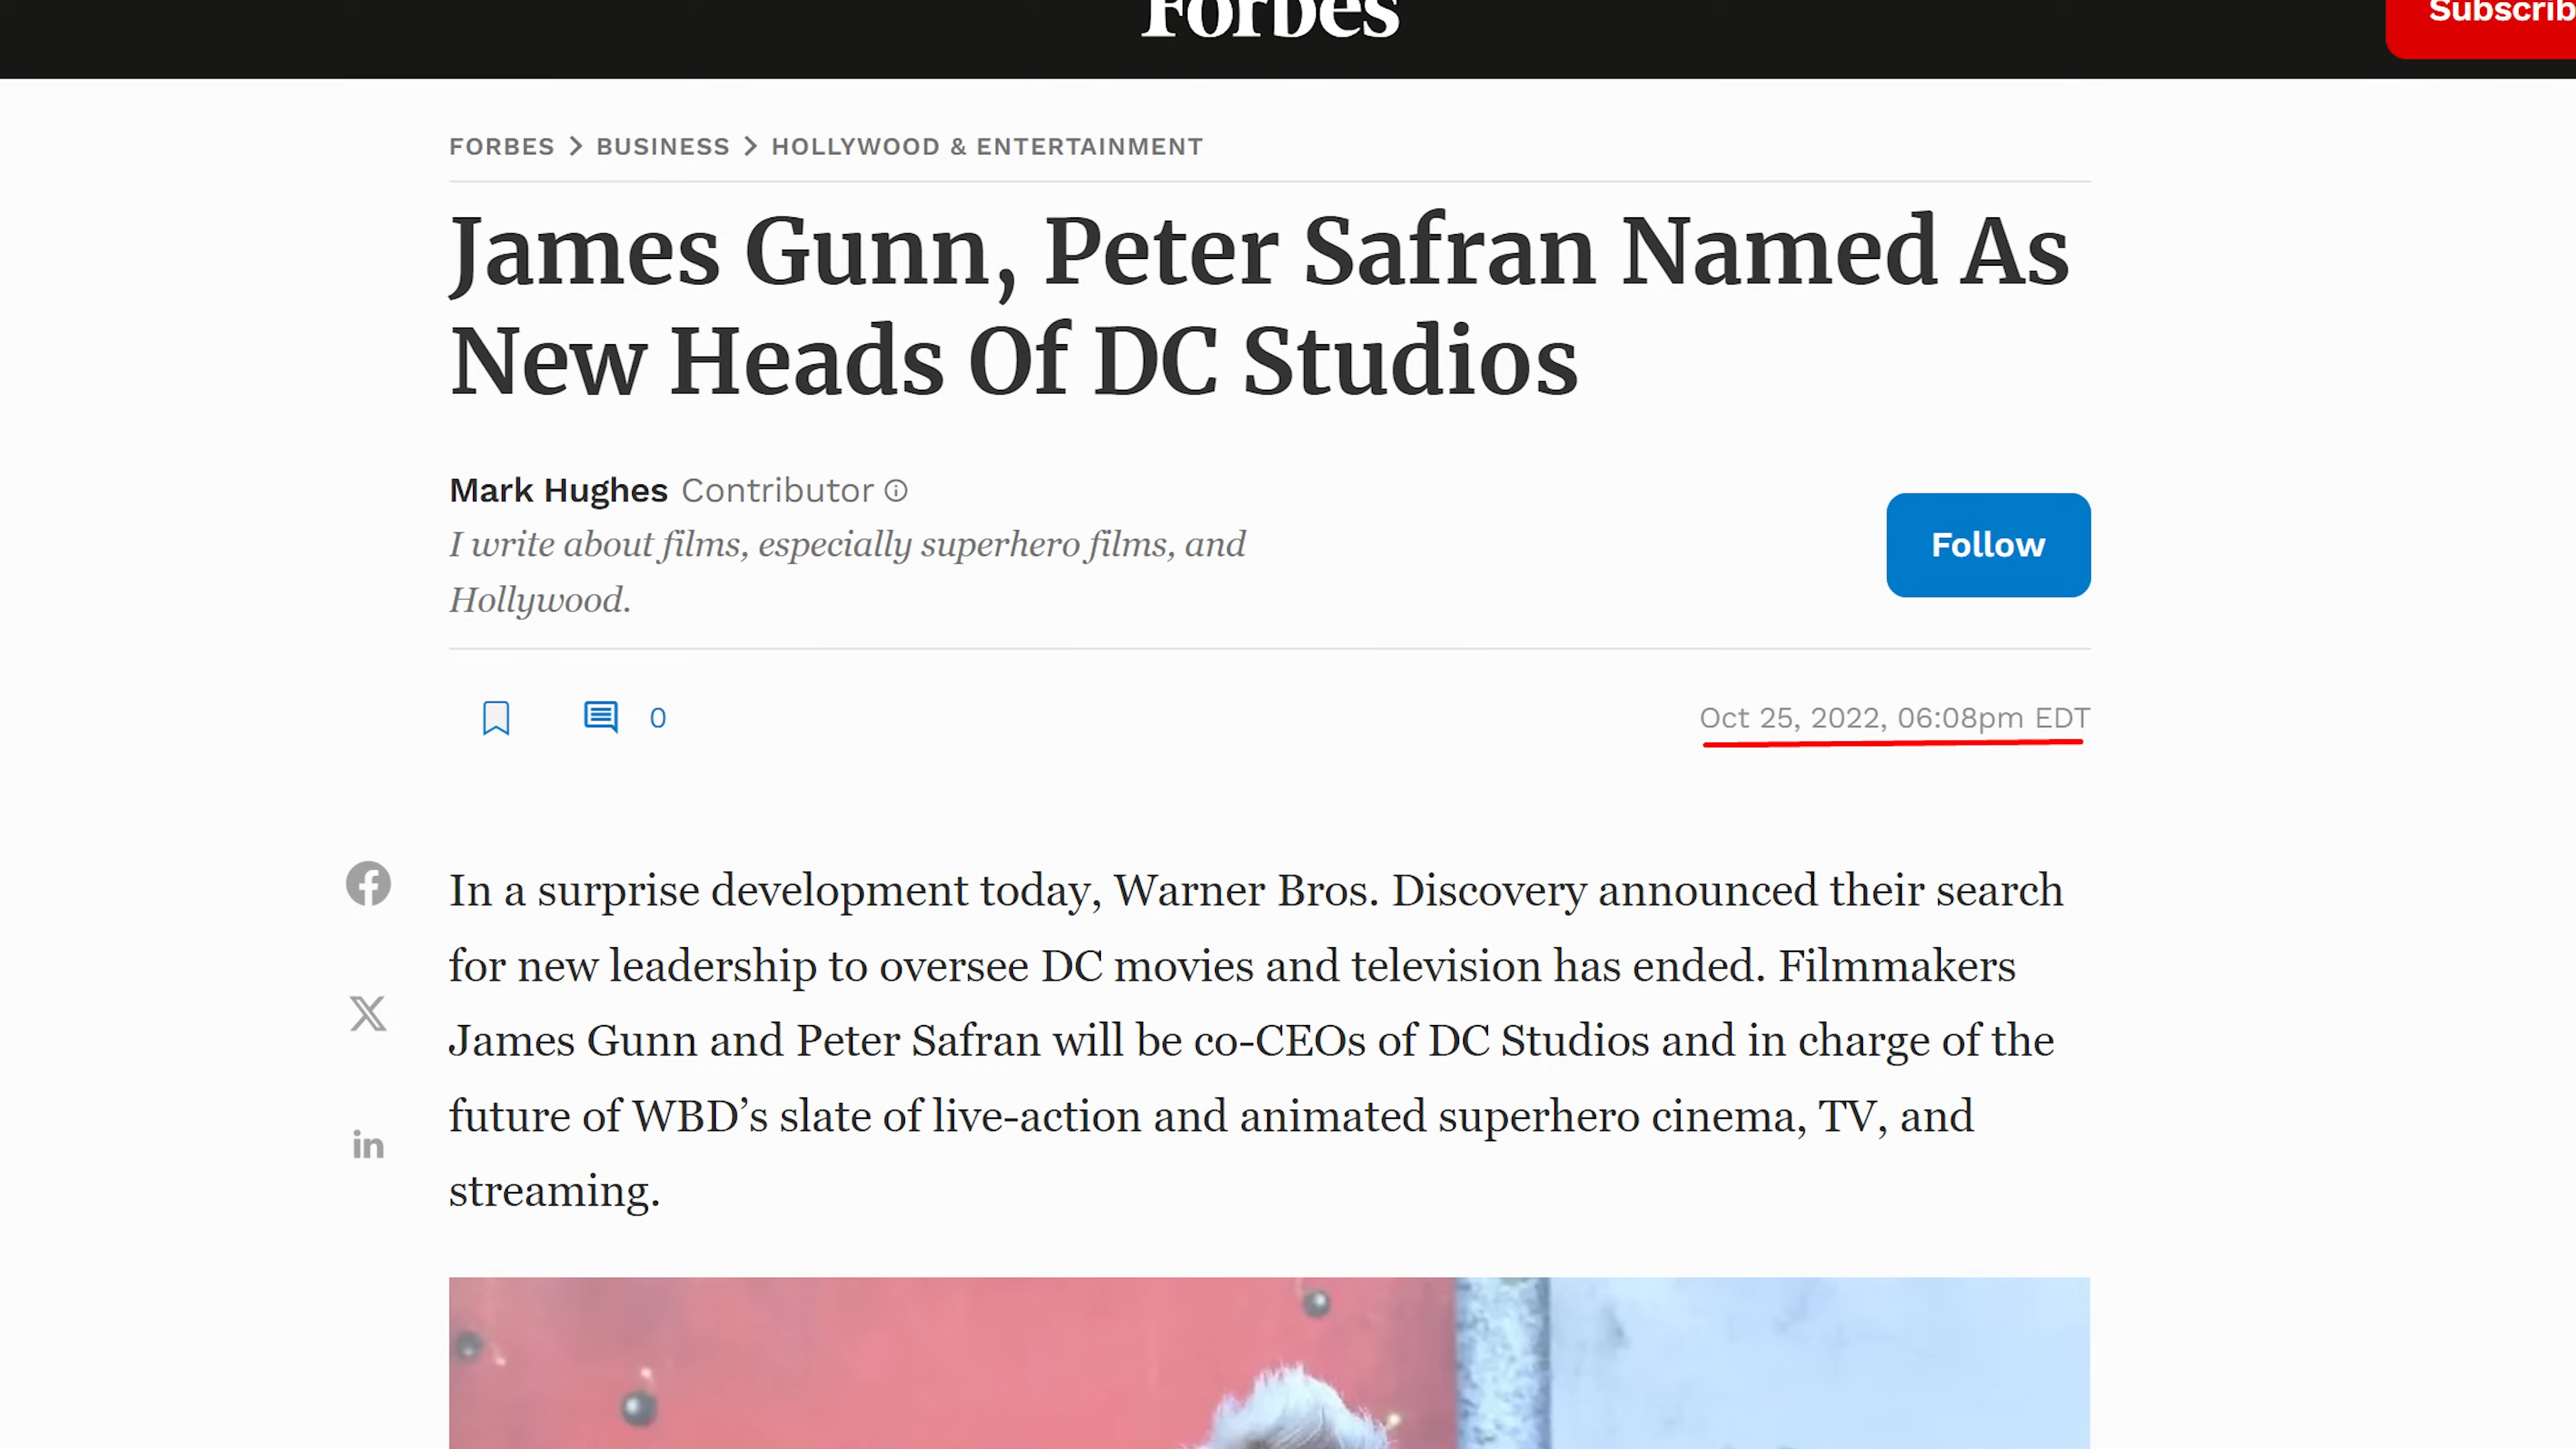 Forbes
Subscrib
FORBES > BUSINESS > HOLLYWOOD & ENTERTAINMENT
James Gunn, Peter Safran Named As
New Heads Of DC Studios
Mark Hughes Contributor
I write about films, especially superhero films, and
Hollywood.
Follow
0
Oct 25, 2022, 06:08pm EDT
In a surprise development today, Warner Bros. Discovery announced their search
for new leadership to oversee DC movies and television has ended. Filmmakers
James Gunn and Peter Safran will be co-CEOs of DC Studios and in charge of the
future of WBD’s slate of live-action and animated superhero cinema, TV, and
streaming.